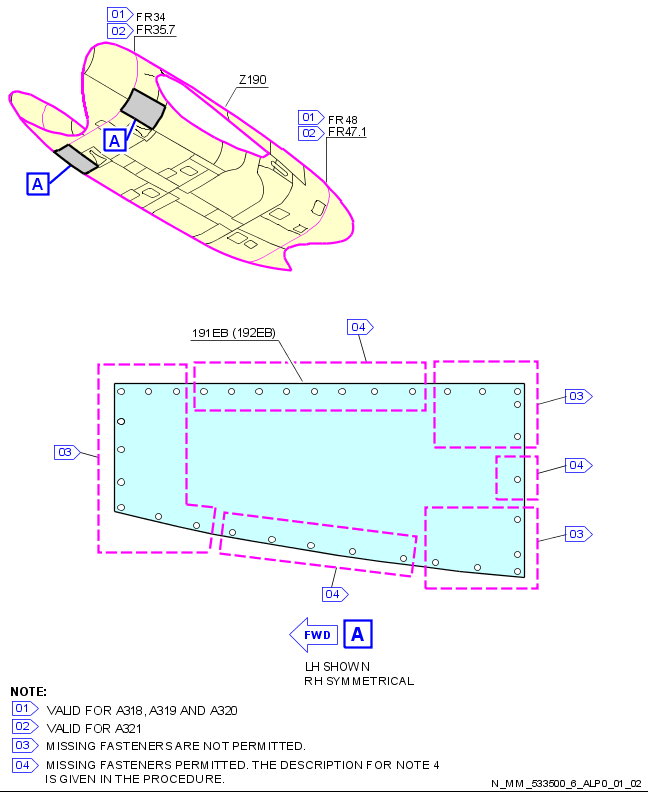 01 FR34
02 FR35.7
Z190
01 FR48
02 FR47.1
A
A
04
191EB (192EB)
03
03
04
03
04
FWD A
LH SHOWN
RH SYMMETRICAL
NOTE:
01 VALID FOR A318, A319 AND A320
02 VALID FOR A321
03 MISSING FASTENERS ARE NOT PERMITTED.
04 MISSING FASTENERS PERMITTED. THE DESCRIPTION FOR NOTE 4
IS GIVEN IN THE PROCEDURE.
N_MM_533500_6_ALP0_01_02